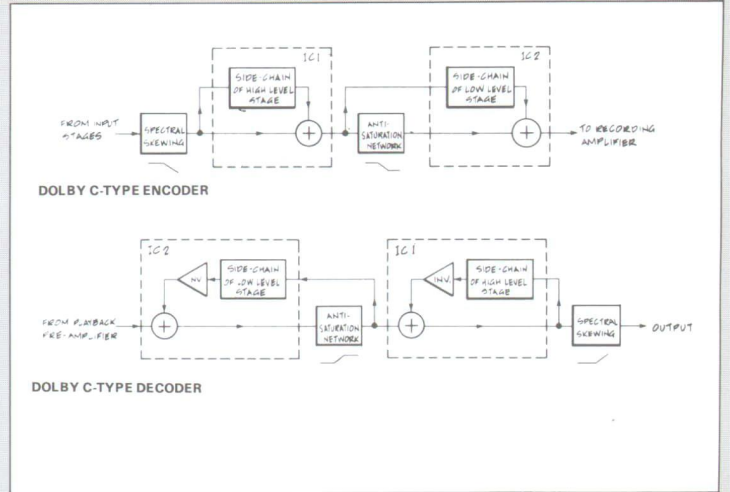 IC1
IC2
SIDE-CHAIN
OF HIGH LEVEL
STAGE
SIDE-CHAIN
OF LOW LEVEL
STAGE
FROM INPUT
STAGES
SPECTRAL
SKEWING
+
ANTI-
SATURATION
NETWORK
+
TO RECORDING
AMPLIFIER
DOLBY C-TYPE ENCODER
IC2
IC1
INV
SIDE-CHAIN
OF LOW LEVEL
STAGE
INV.
SIDE-CHAIN
OF HIGH LEVEL
STAGE
FROM PLAYBACK
PRE-AMPLIFIER
+
ANTI-
SATURATION
NETWORK
+
SPECTRAL
SKEWING
OUTPUT
DOLBY C-TYPE DECODER